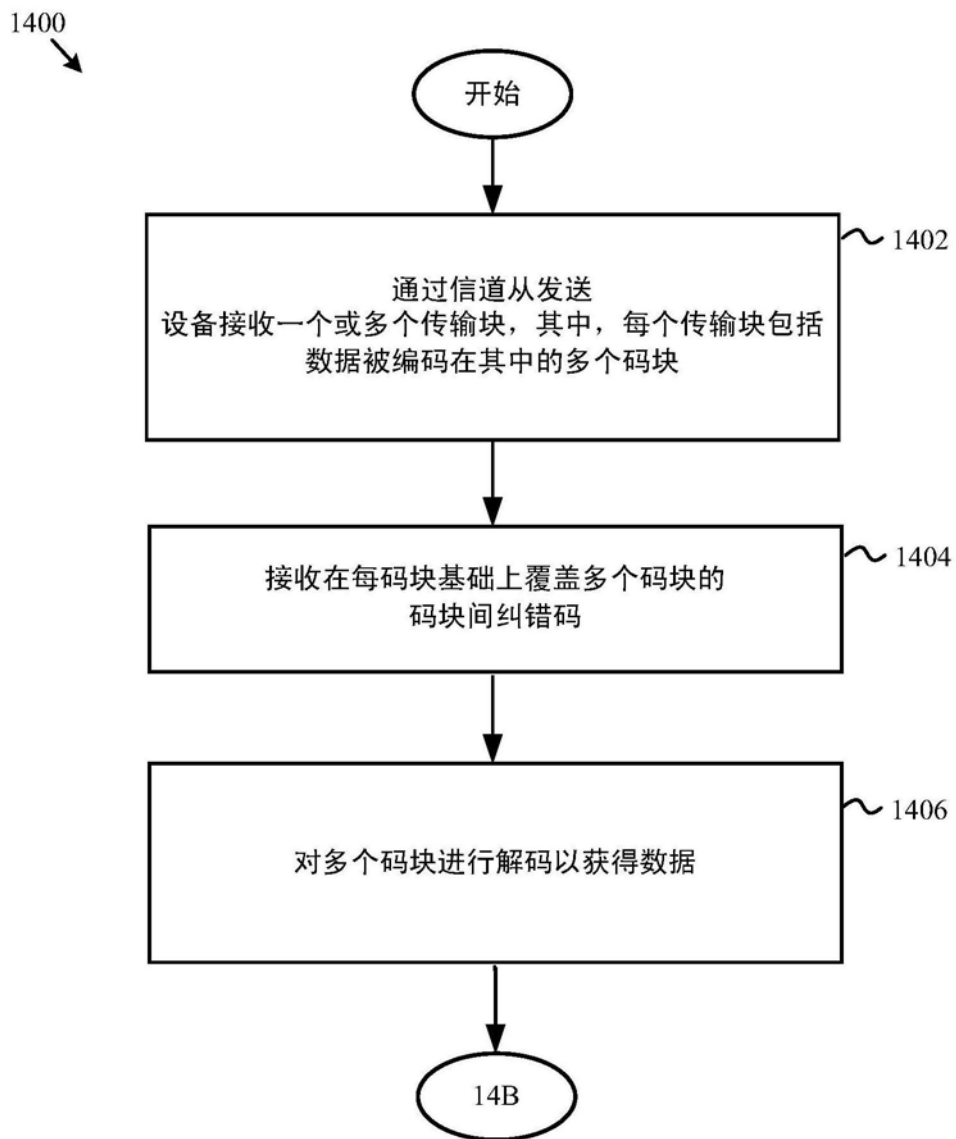 1400
开始
1402
通过信道从发送
设备接收一个或多个传输块，其中，每个传输块包括
数据被编码在其中的多个码块
1404
接收在每码块基础上覆盖多个码块的
码块间纠错码
1406
对多个码块进行解码以获得数据
14B